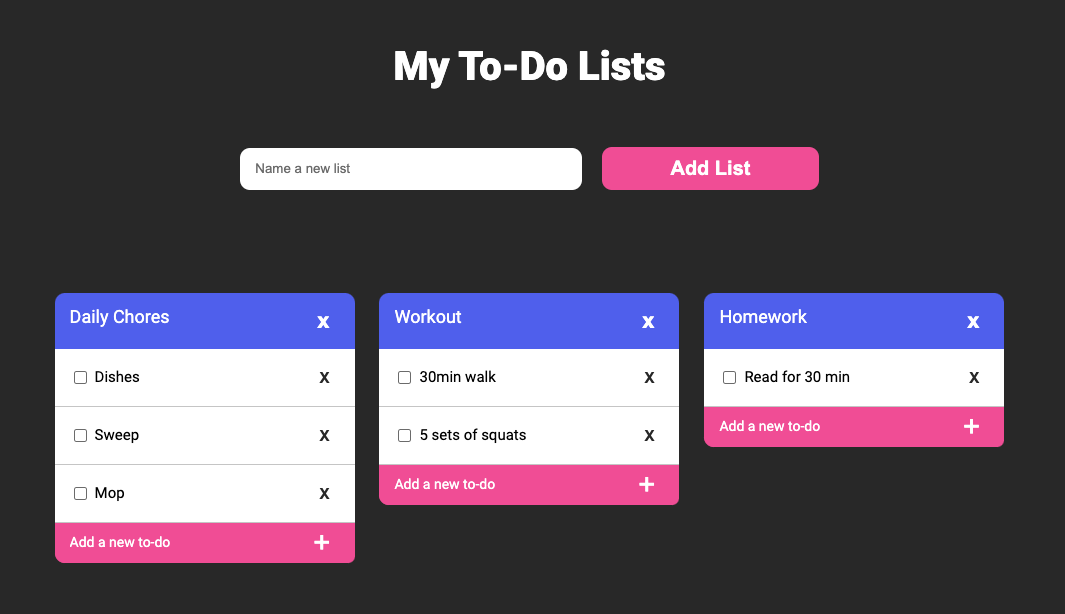 My To-Do Lists
Name a new list
Add List
Daily Chores x
Dishes X
Sweep X
Mop X
Add a new to-do +
Workout x
30min walk X
5 sets of squats X
Add a new to-do +
Homework x
Read for 30 min X
Add a new to-do +